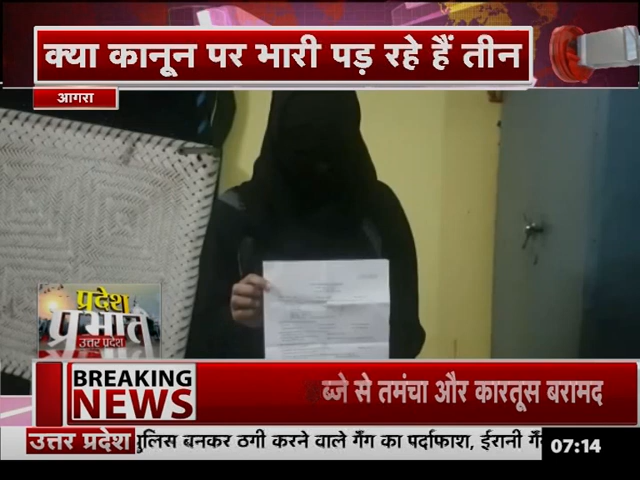 क्या कानून पर भारी पड़ रहे हैं तीन
आगरा
प्रदेश
प्रभात
उत्तर प्रदेश
BREAKING
NEWS
से तमंचा और कारतूस बरामद
उत्तर प्रदेश
बनकर ठगी करने वाले गैंग का पर्दाफाश, ईरानी
07:14